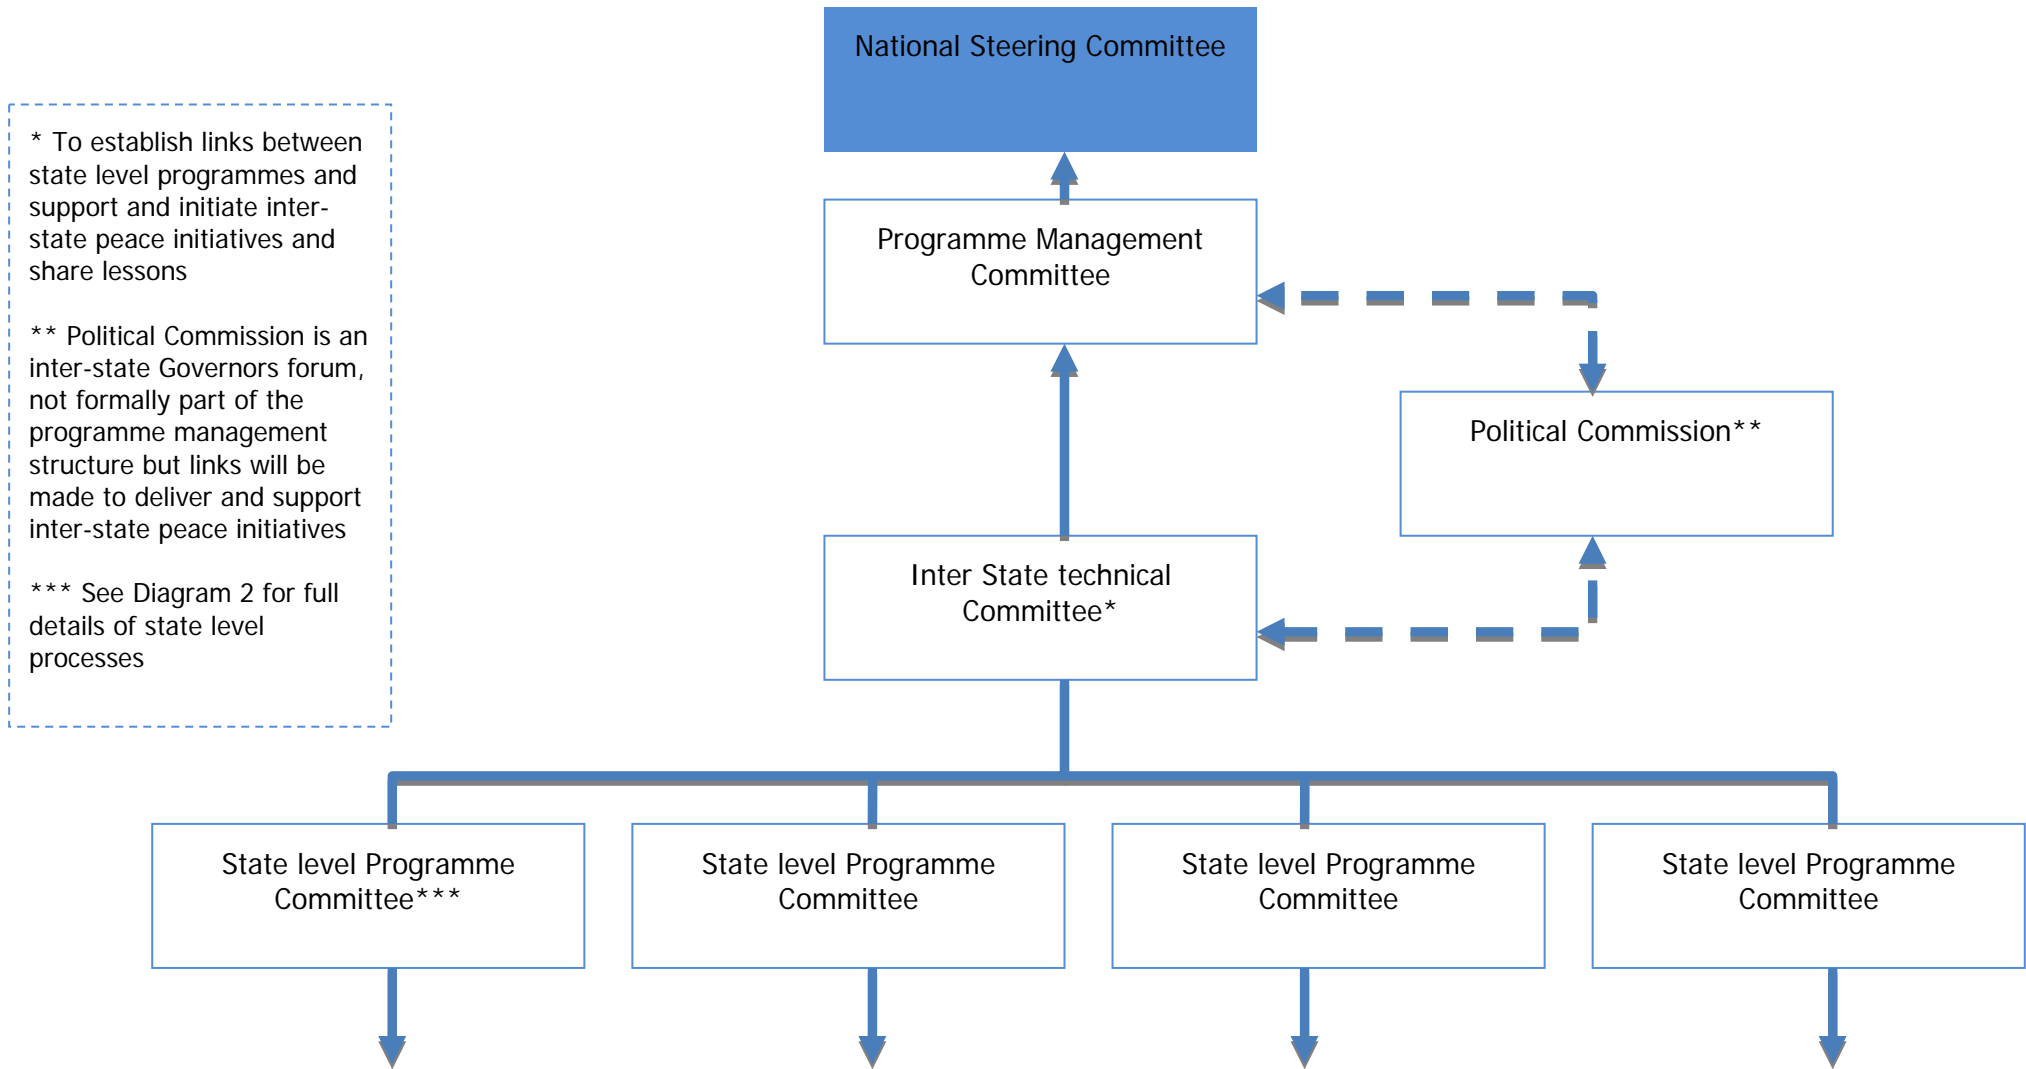 National Steering Committee
* To establish links between
state level programmes and
support and initiate inter-
state peace initiatives and
share lessons
** Political Commission is an
inter-state Governors forum,
not formally part of the
programme management
structure but links will be
made to deliver and support
inter-state peace initiatives
*** See Diagram 2 for full
details of state level
processes
Programme Management
Committee
Political Commission**
Inter State technical
Committee*
State level Programme
Committee***
State level Programme
Committee
State level Programme
Committee
State level Programme
Committee